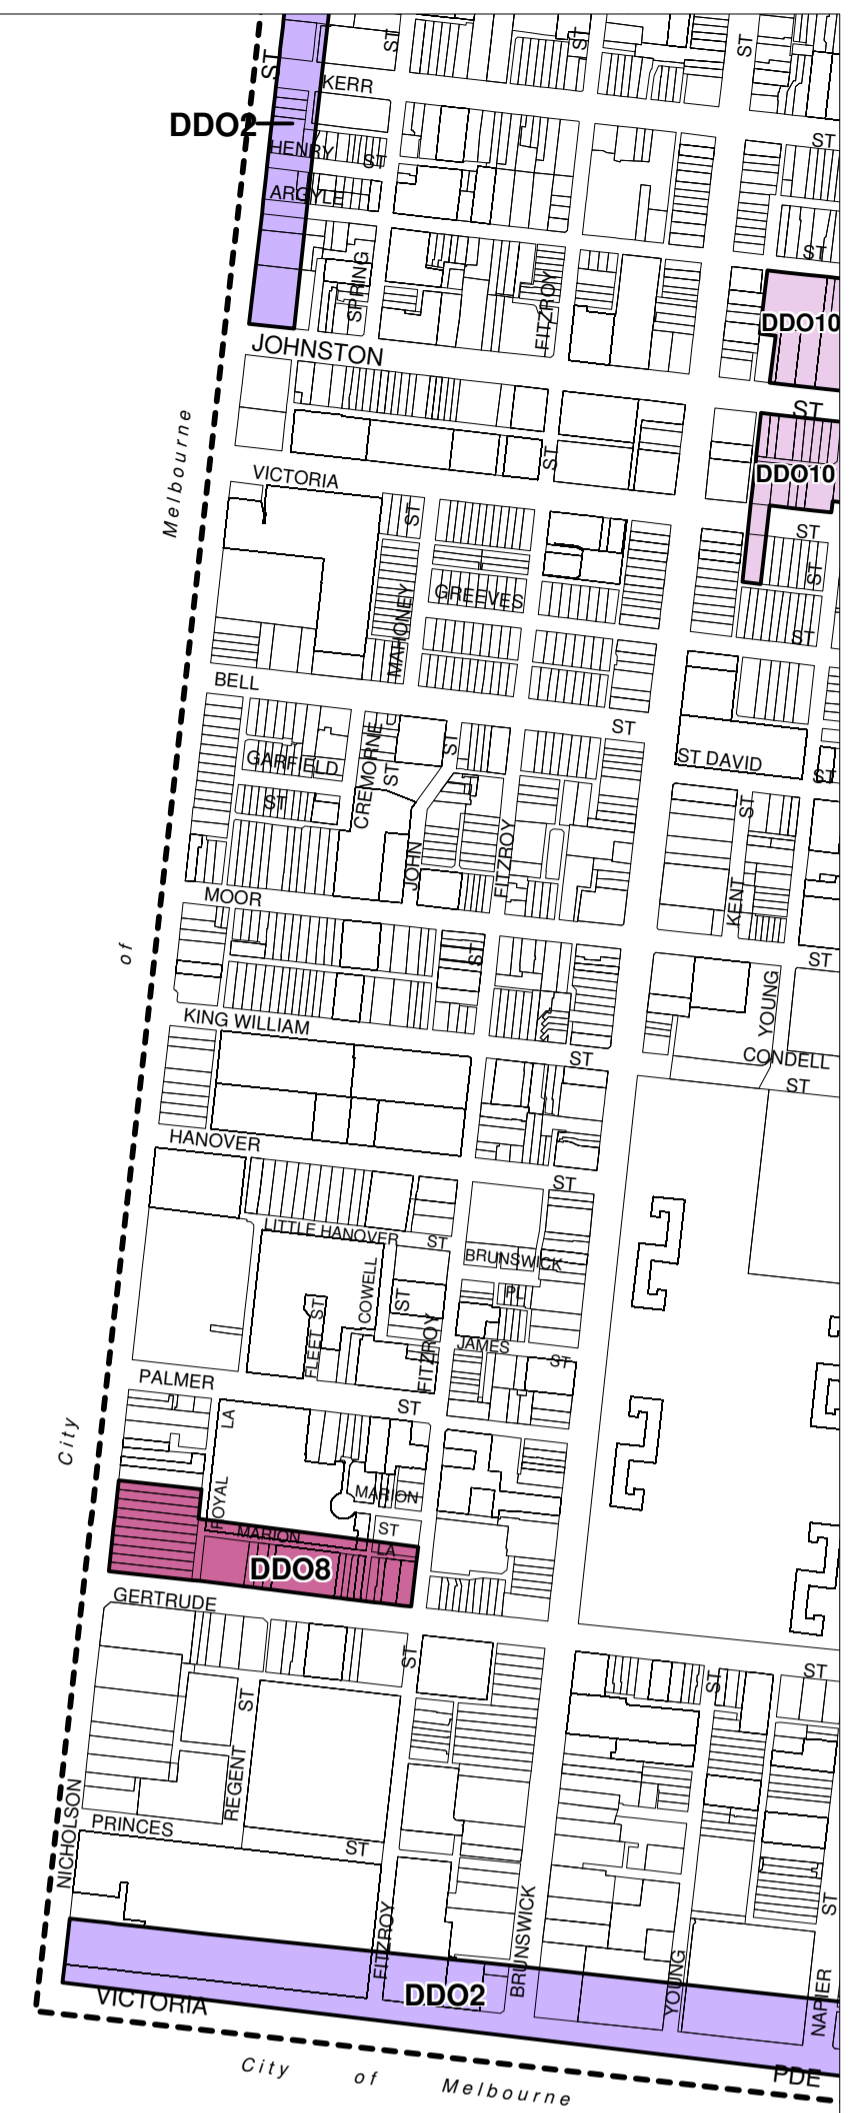 ST
ST
ST
ST
KERR
DDO2
ST
HENRY
ST
ARGYLE
ST
SPRING
FITZROY
DDO10
JOHNSTON
ST
Melbourne
ST
DDO10
VICTORIA
ST
ST
ST
GREEVES
MAHONEY
ST
BELL
ST
CREMORNE
ST
ST DAVID
GARFIELD
ST
ST
ST
ST
JOHN
FITZROY
KENT
MOOR
of
ST
ST
YOUNG
KING WILLIAM
ST
CONDELL
ST
HANOVER
ST
LITTLE HANOVER
ST
BRUNSWICK
PL
COWELL
ST
FLEET ST
FITZROY
JAMES
ST
PALMER
ST
LA
City
ROYAL
MARION
ST
MARION
LA
DDO8
GERTRUDE
ST
ST
ST
ST
REGENT
NICHOLSON
PRINCES
ST
ST
FITZROY
BRUNSWICK
YOUNG
NAPIER
DDO2
VICTORIA
PDE
City of Melbourne